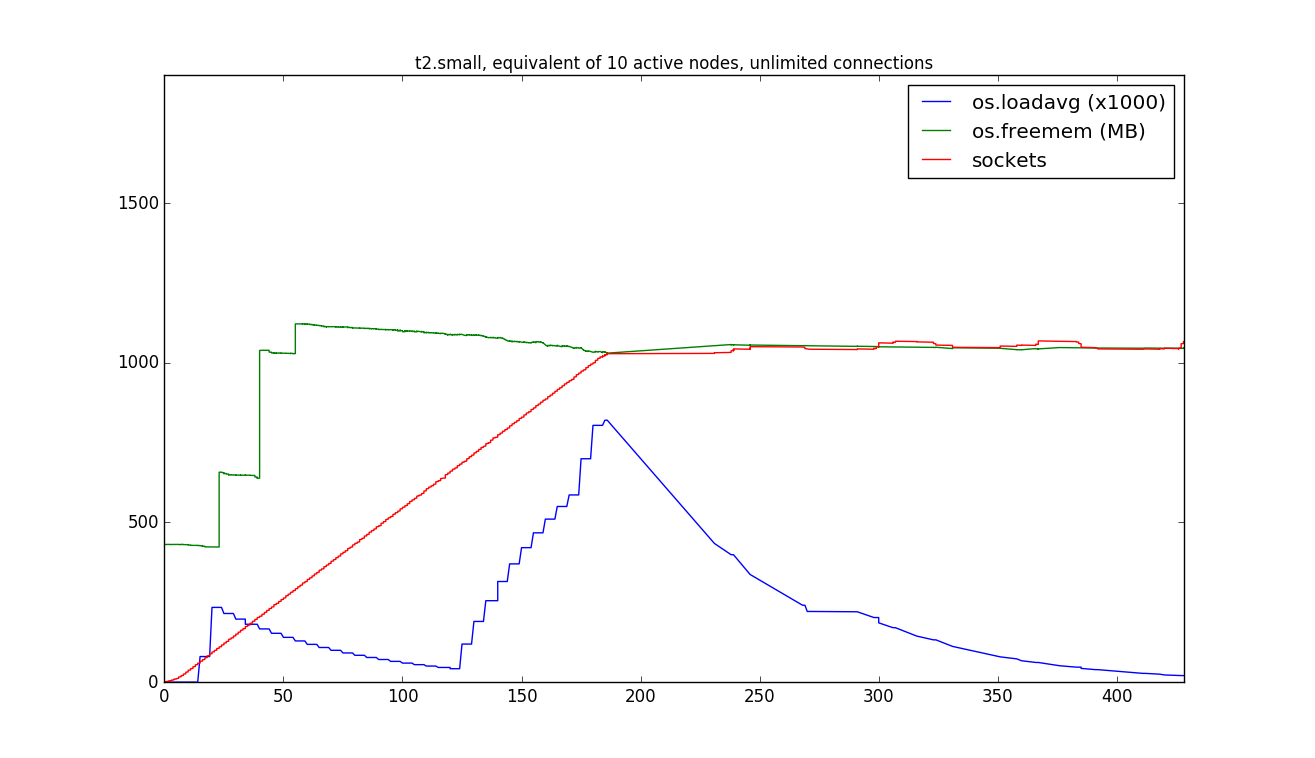 t2.small, equivalent of 10 active nodes, unlimited connections
os.loadavg (x1000)
os.freemem (MB)
sockets
1500
1000
500
0
0 50 100 150 200 250 300 350 400